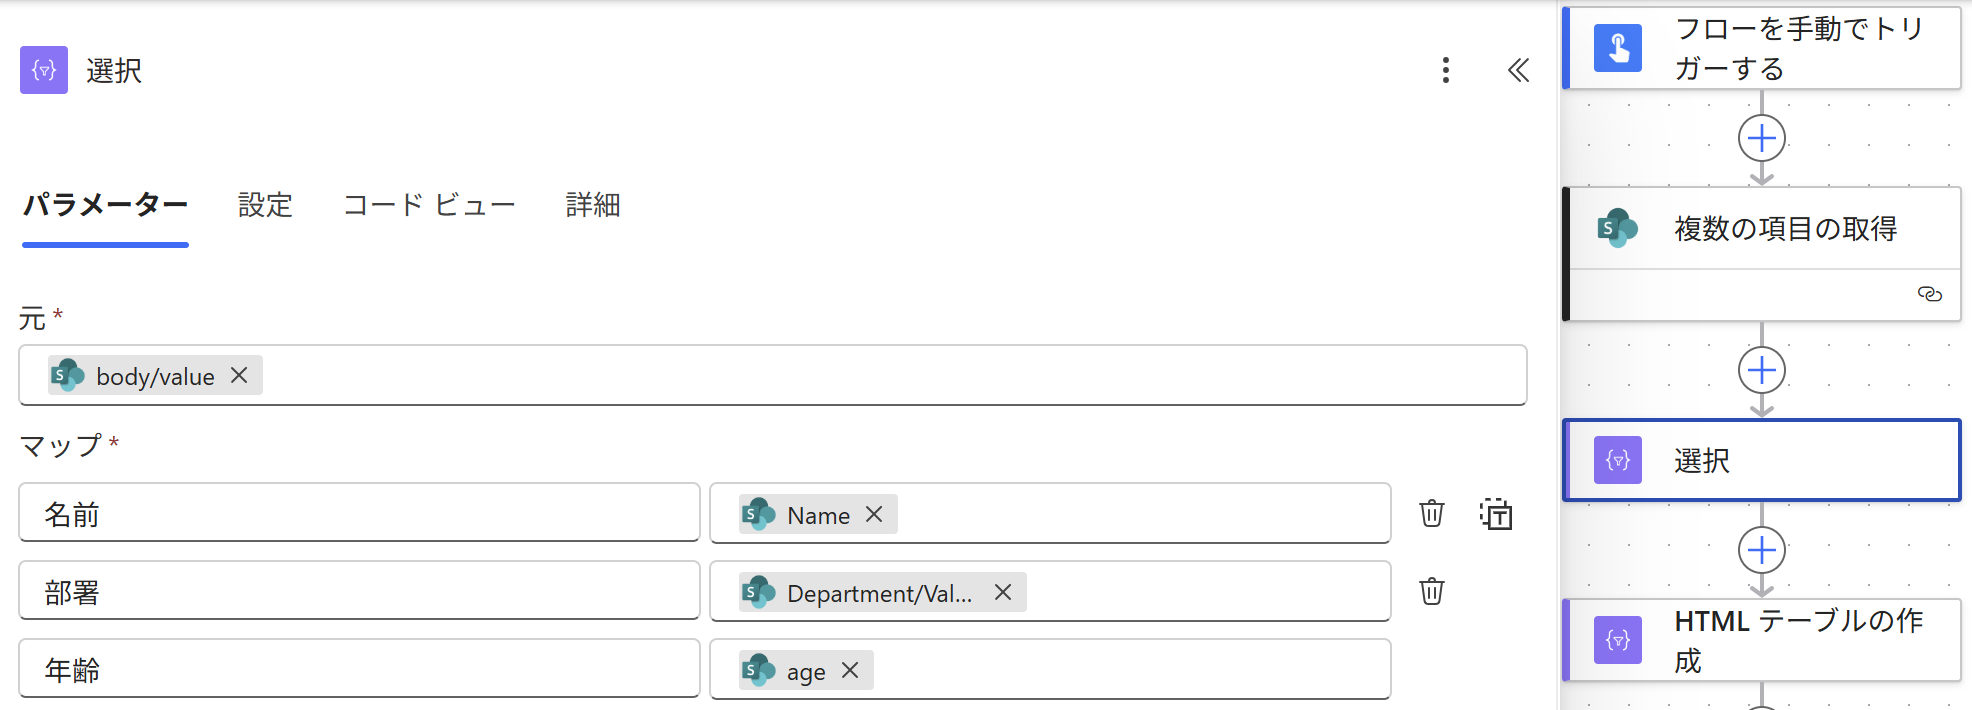 選択
パラメーター 設定 コード ビュー 詳細
元 *
body/value
マップ *
名前 Name
部署 Department/Val...
年齢 age
フローを手動でトリ
ガーする
複数の項目の取得
選択
HTML テーブルの作
成